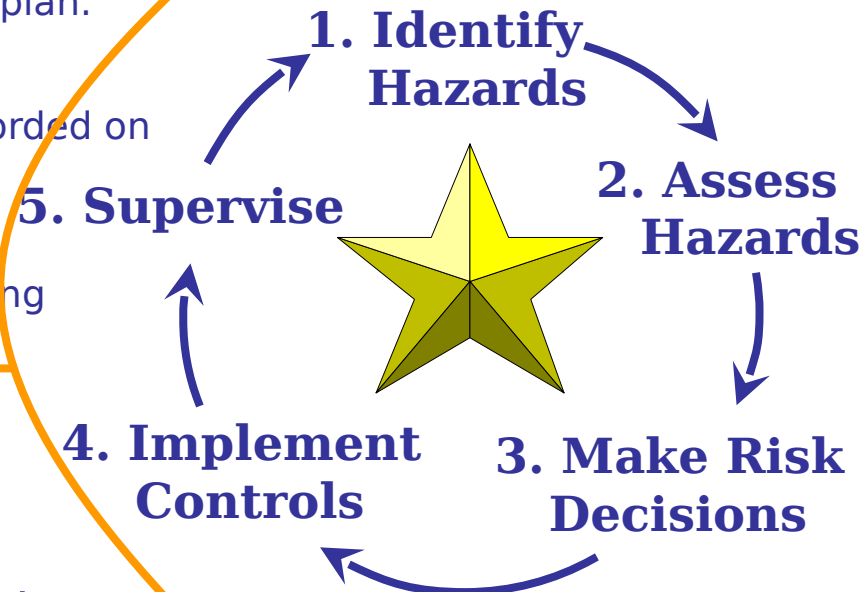 plan.
1. Identify
Hazards
orded on
2. Assess
Hazards
5. Supervise
ng
4. Implement
Controls
3. Make Risk
Decisions